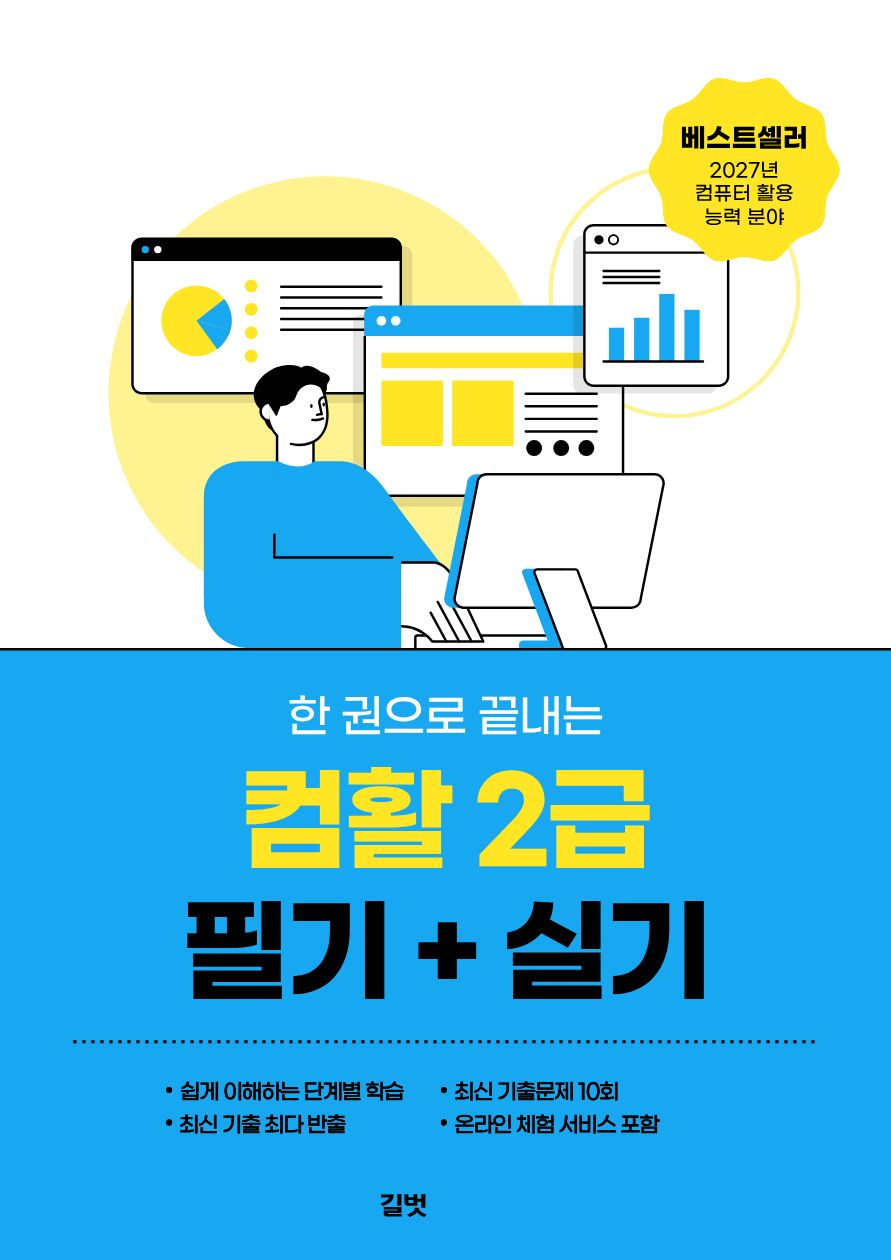 베스트셀러
2027년
컴퓨터 활용
능력 분야
한 권으로 끝내는
컴활 2급
필기 + 실기
• 쉽게 이해하는 단계별 학습
• 최신 기출 최다 반출
• 최신 기출문제 10회
• 온라인 체험 서비스 포함
길벗